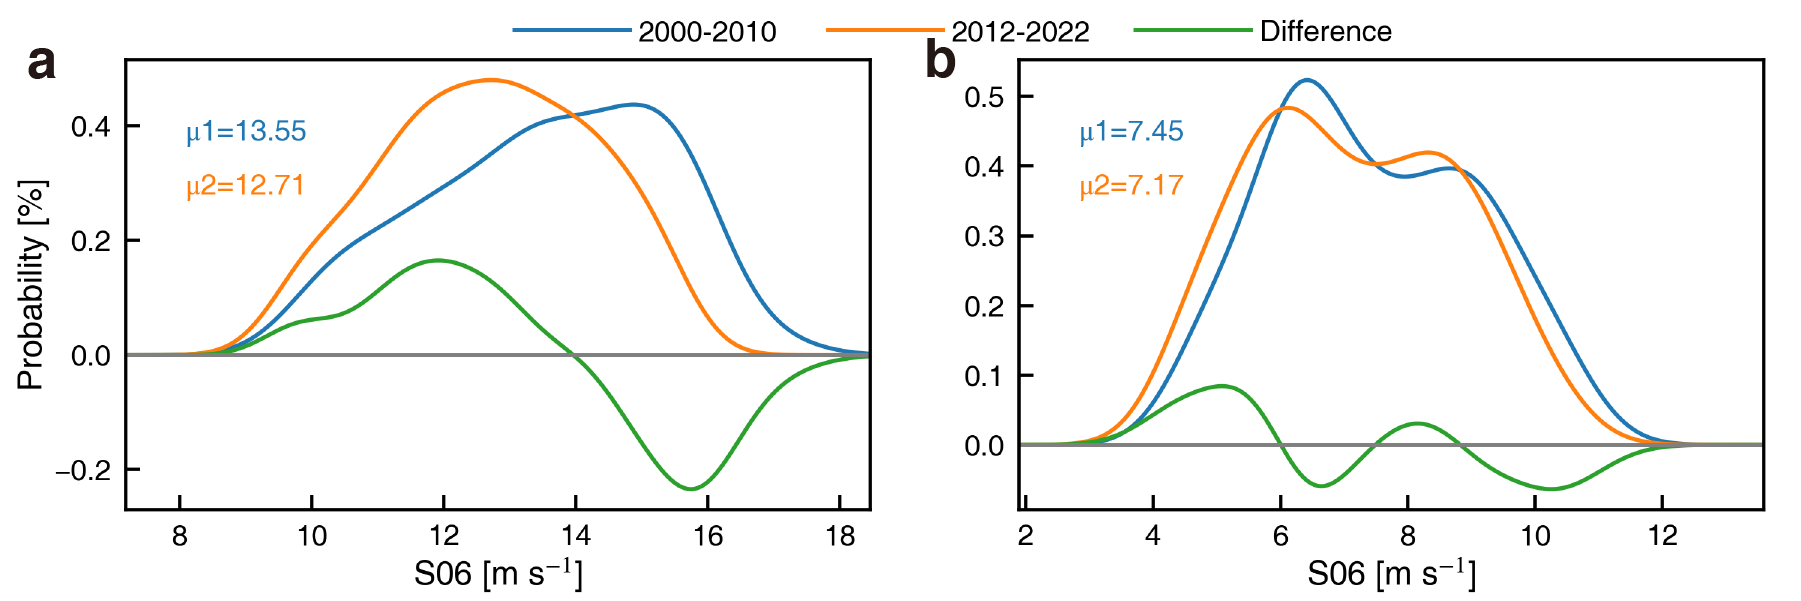 2000-2010 2012-2022 Difference
a
μ1=13.55
μ2=12.71
Probability [%]
0.4
0.2
0.0
−0.2
8 10 12 14 16 18
S06 [m s⁻¹]
b
μ1=7.45
μ2=7.17
0.5
0.4
0.3
0.2
0.1
0.0
2 4 6 8 10 12
S06 [m s⁻¹]